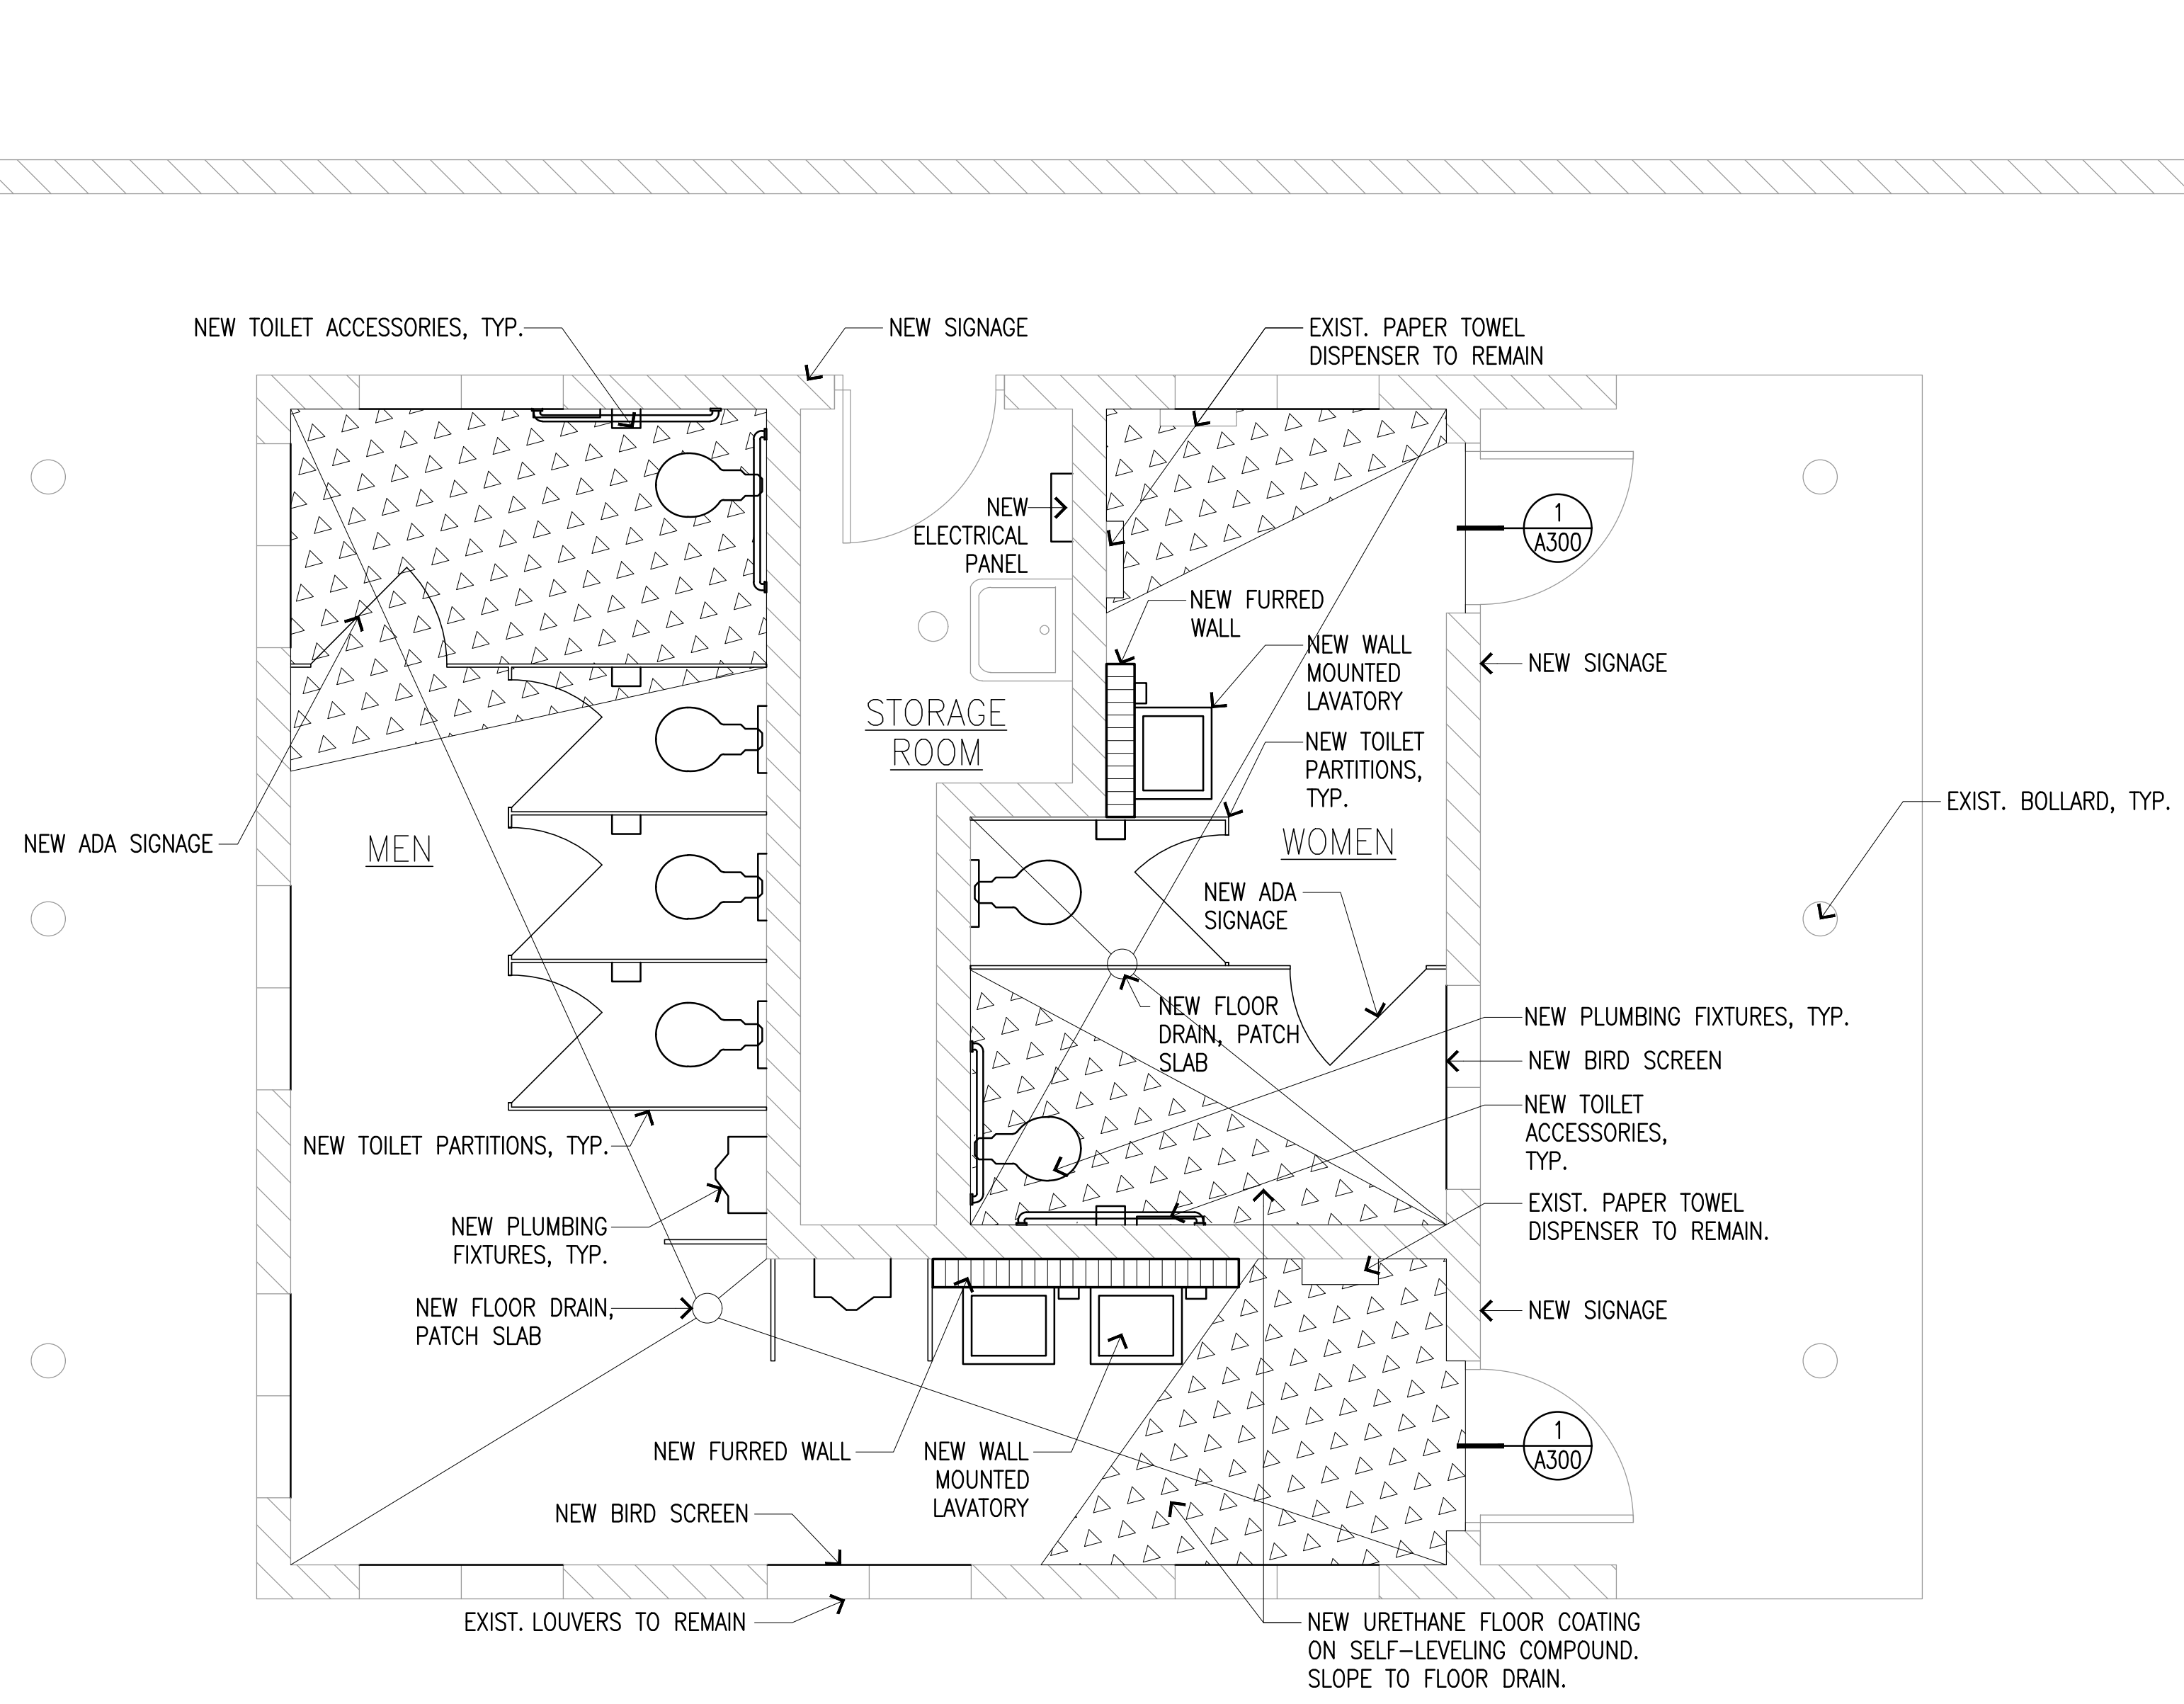 NEW TOILET ACCESSORIES, TYP.
NEW SIGNAGE
EXIST. PAPER TOWEL
DISPENSER TO REMAIN
1
A300
NEW
ELECTRICAL
PANEL
NEW FURRED
WALL
NEW WALL
MOUNTED
LAVATORY
NEW SIGNAGE
STORAGE
ROOM
NEW TOILET
PARTITIONS,
TYP.
EXIST. BOLLARD, TYP.
NEW ADA SIGNAGE
MEN
WOMEN
NEW ADA
SIGNAGE
NEW FLOOR
DRAIN, PATCH
SLAB
NEW PLUMBING FIXTURES, TYP.
NEW BIRD SCREEN
NEW TOILET
ACCESSORIES,
TYP.
NEW TOILET PARTITIONS, TYP.
EXIST. PAPER TOWEL
DISPENSER TO REMAIN.
NEW PLUMBING
FIXTURES, TYP.
NEW FLOOR DRAIN,
PATCH SLAB
NEW SIGNAGE
1
A300
NEW FURRED WALL
NEW WALL
MOUNTED
LAVATORY
NEW BIRD SCREEN
EXIST. LOUVERS TO REMAIN
NEW URETHANE FLOOR COATING
ON SELF-LEVELING COMPOUND.
SLOPE TO FLOOR DRAIN.